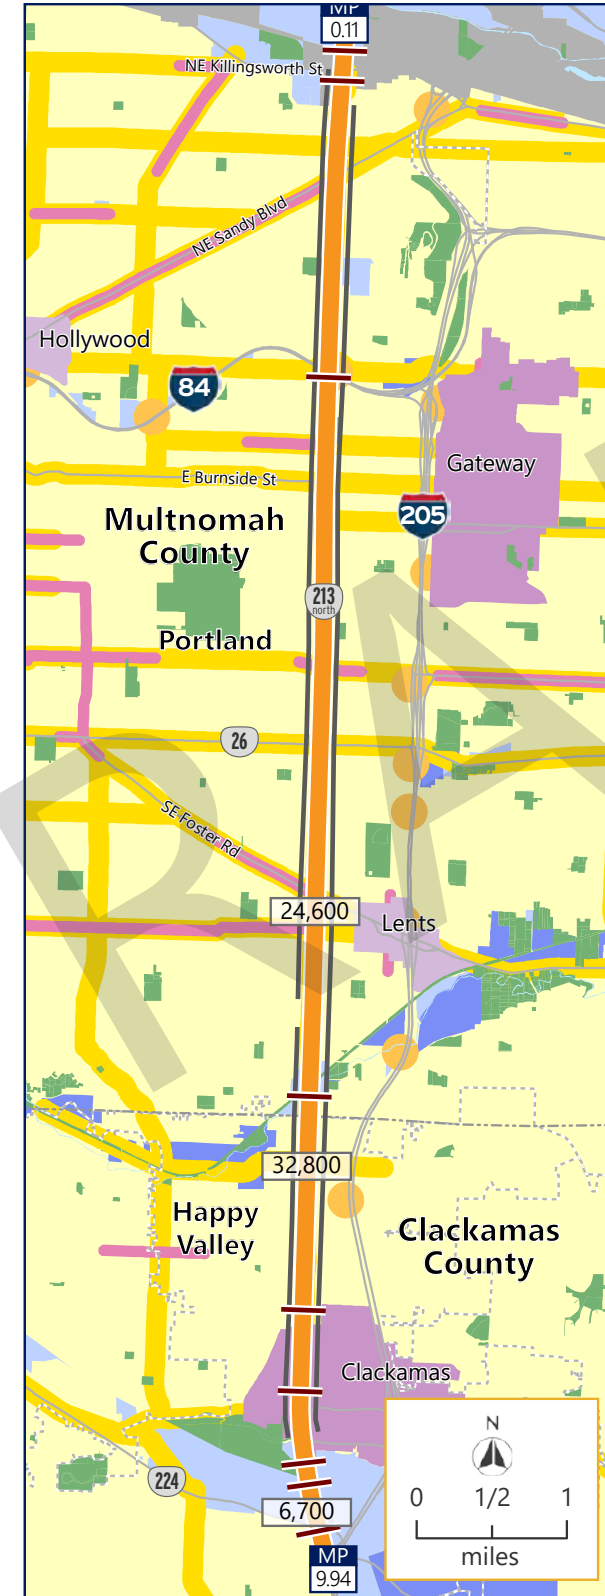 MP
0.11
NE Killingsworth St
NE Sandy Blvd
Hollywood
84
Gateway
E Burnside St
205
Multnomah
County
213
north
Portland
26
SE Foster Rd
24,600
Lents
32,800
Happy
Valley
Clackamas
County
Clackamas
N
0 1/2 1
miles
224
6,700
MP
9.94
RA